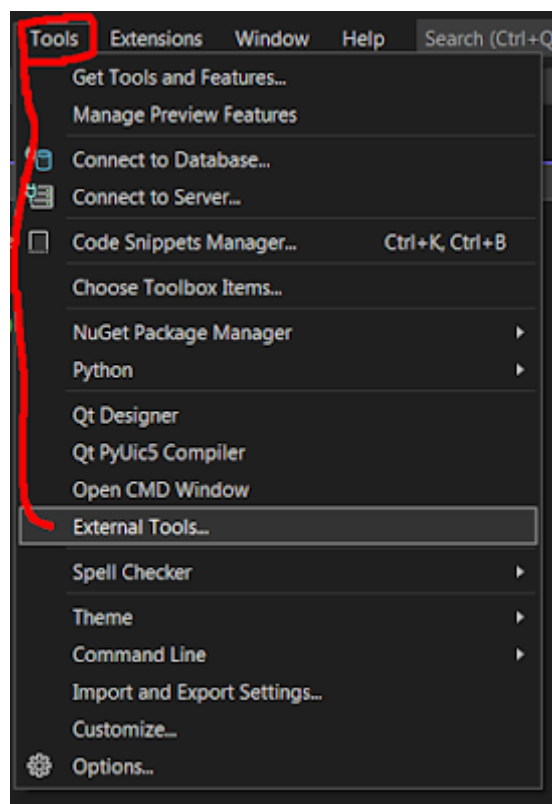 Tools Extensions Window Help Search (Ctrl+Q
Get Tools and Features...
Manage Preview Features
Connect to Database...
Connect to Server...
Code Snippets Manager... Ctrl+K, Ctrl+B
Choose Toolbox Items...
NuGet Package Manager
Python
Qt Designer
Qt PyUic5 Compiler
Open CMD Window
External Tools...
Spell Checker
Theme
Command Line
Import and Export Settings...
Customize...
Options...